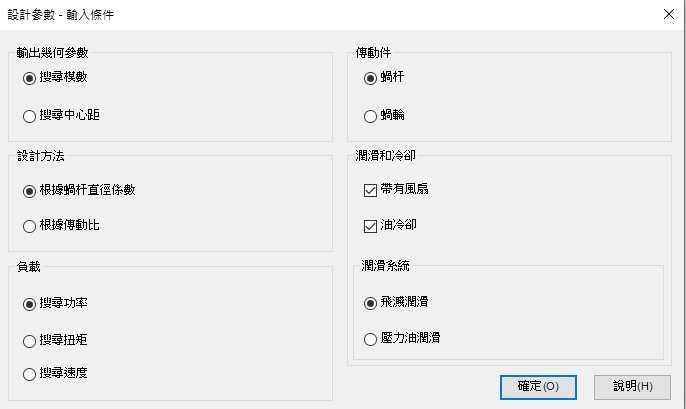 設計參數 - 輸入條件
輸出幾何參數
搜尋模數
搜尋中心距
設計方法
根據蝸杆直徑係數
根據傳動比
負載
搜尋功率
搜尋扭矩
搜尋速度
傳動件
蝸杆
蝸輪
潤滑和冷卻
帶有風扇
油冷卻
潤滑系統
飛濺潤滑
壓力油潤滑
確定(O)
說明(H)